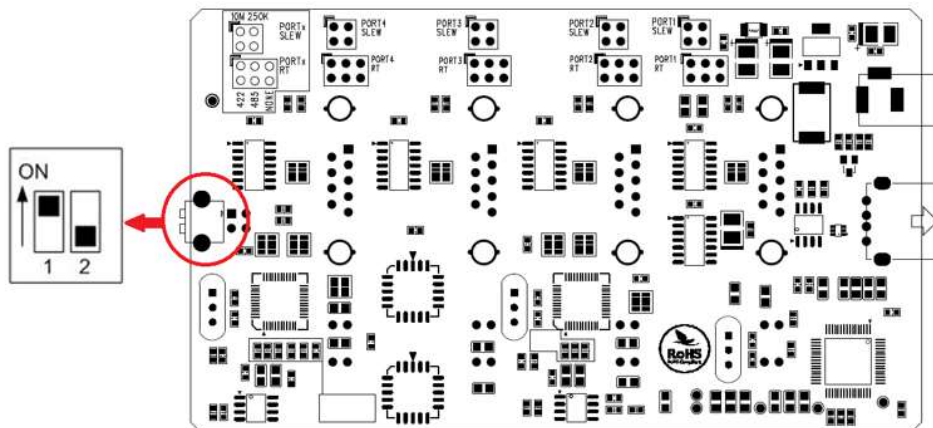 10M 250K
PORTx
SLEW
PORTx
RT
422
485
NONE
PORT4
SLEW
PORT4
RT
PORT3
SLEW
PORT3
RT
PORT2
SLEW
PORT2
RT
PORT1
SLEW
PORT1
RT
ON
1 2
RoHS